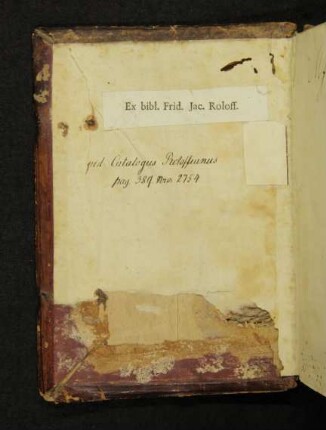 Ex bibl. Frid. Jac. Roloff.
vid. Catalogus Roloffianus
pag 389 Nro. 2754